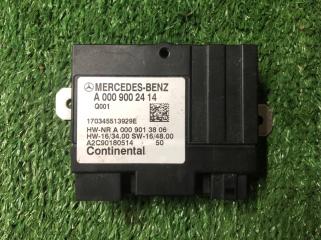 MERCEDES-BENZ
A 000 900 24 14
Q001
170345513929E
HW-NR A 000 901 38 06
HW-16/34.00 SW-16/48.00
A2C90180514 50
Continental